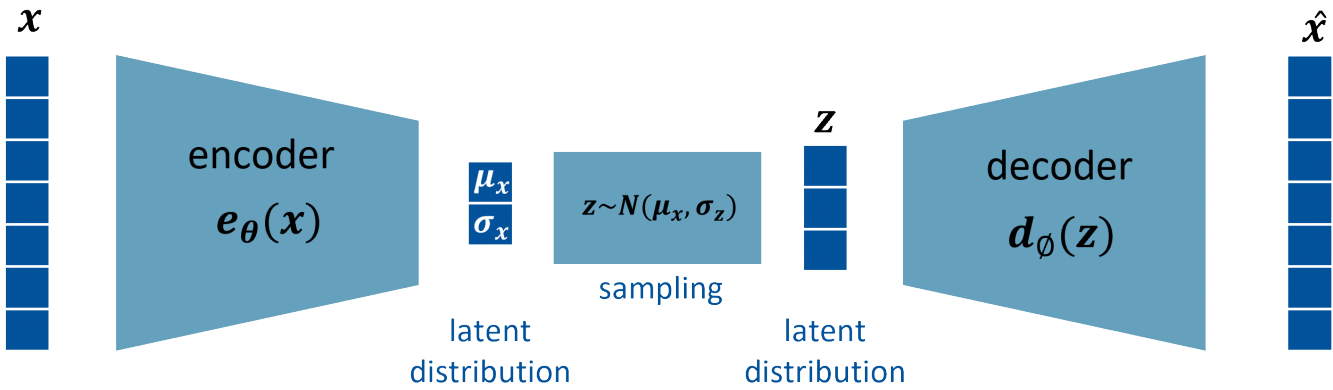 x
encoder
e_θ(x)
μ_x
σ_x
z~N(μ_x, σ_z)
sampling
latent
distribution
z
latent
distribution
decoder
d_∅(z)
x̂